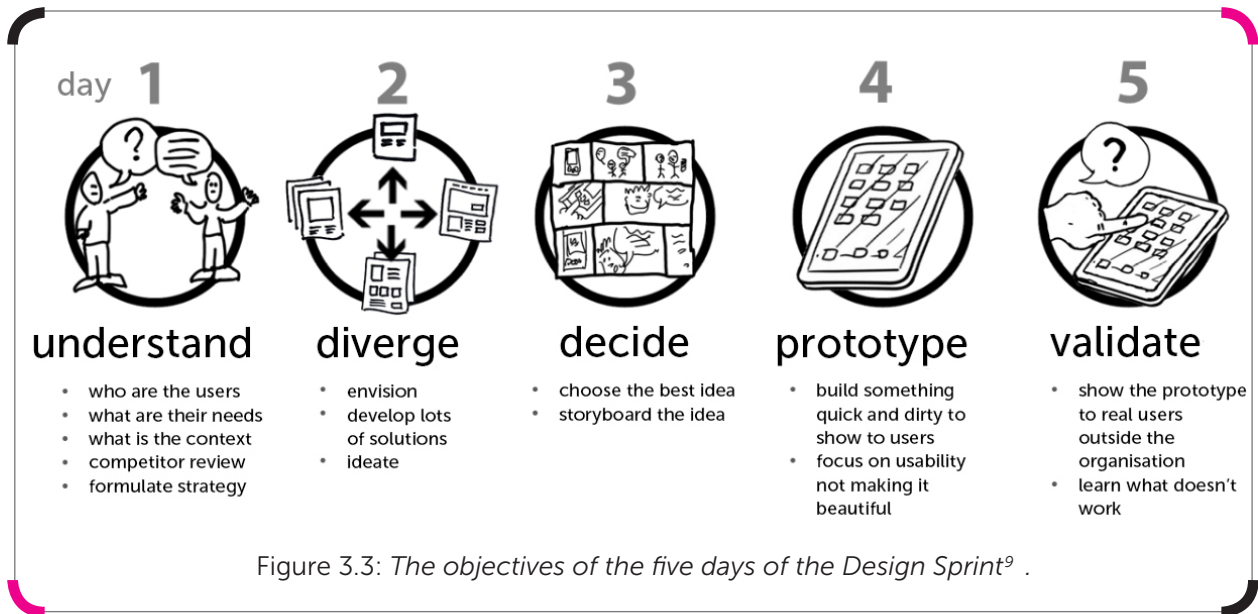 day 1
2
3
4
5
?
?
understand
• who are the users
• what are their needs
• what is the context
• competitor review
• formulate strategy
diverge
• envision
• develop lots
of solutions
• ideate
decide
• choose the best idea
• storyboard the idea
prototype
• build something
quick and dirty to
show to users
• focus on usability
not making it
beautiful
validate
• show the prototype
to real users
outside the
organisation
• learn what doesn't
work
Figure 3.3: The objectives of the five days of the Design Sprint⁹ .